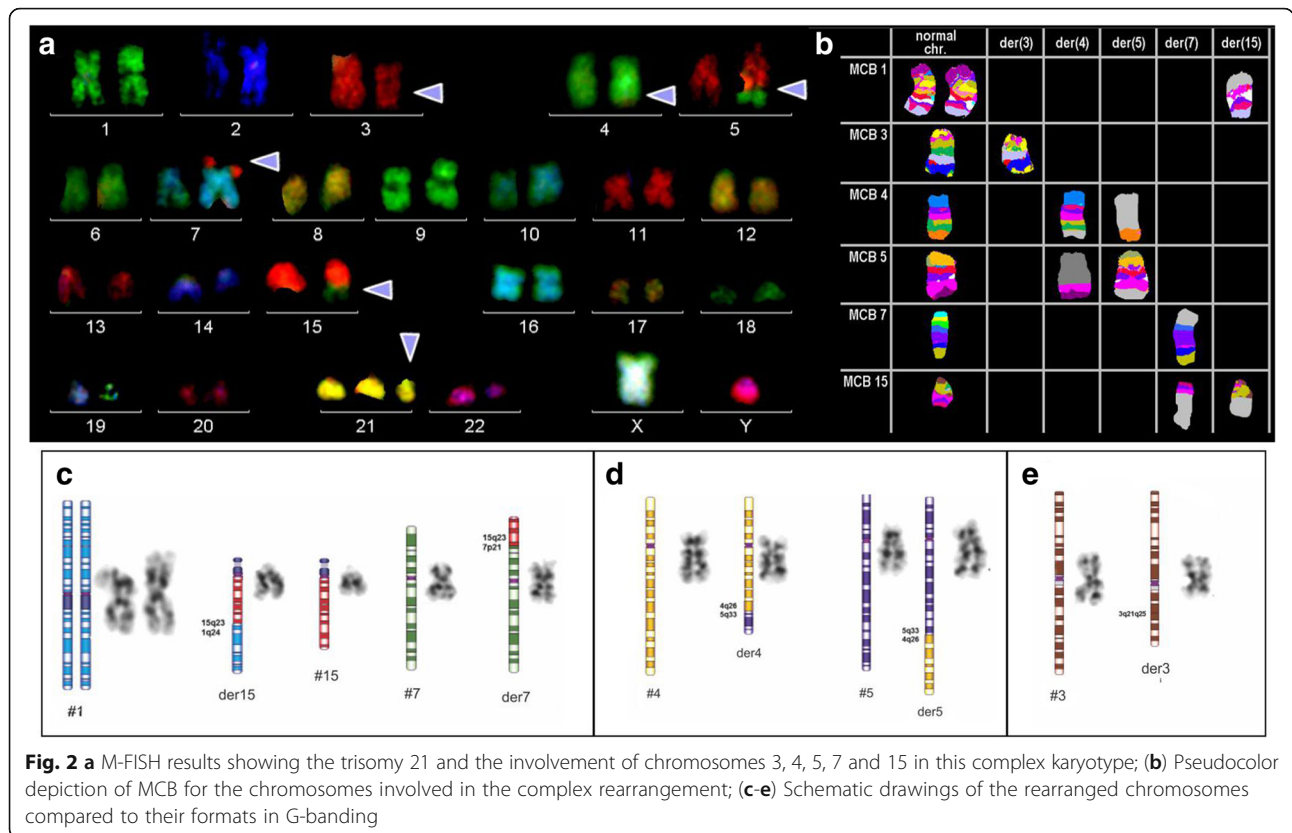 a
1 2 3 4 5
6 7 8 9 10 11 12
13 14 15 16 17 18
19 20 21 22 X Y
b
normal chr. der(3) der(4) der(5) der(7) der(15)
MCB 1
MCB 3
MCB 4
MCB 5
MCB 7
MCB 15
c
#1
15q23
1q24
der15
#15
#7
15q23
7p21
der7
d
#4
4q26
5q33
der4
#5
5q33
4q26
der5
e
#3
3q21q25
der3
Fig. 2 a M-FISH results showing the trisomy 21 and the involvement of chromosomes 3, 4, 5, 7 and 15 in this complex karyotype; (b) Pseudocolor
depiction of MCB for the chromosomes involved in the complex rearrangement; (c-e) Schematic drawings of the rearranged chromosomes
compared to their formats in G-banding